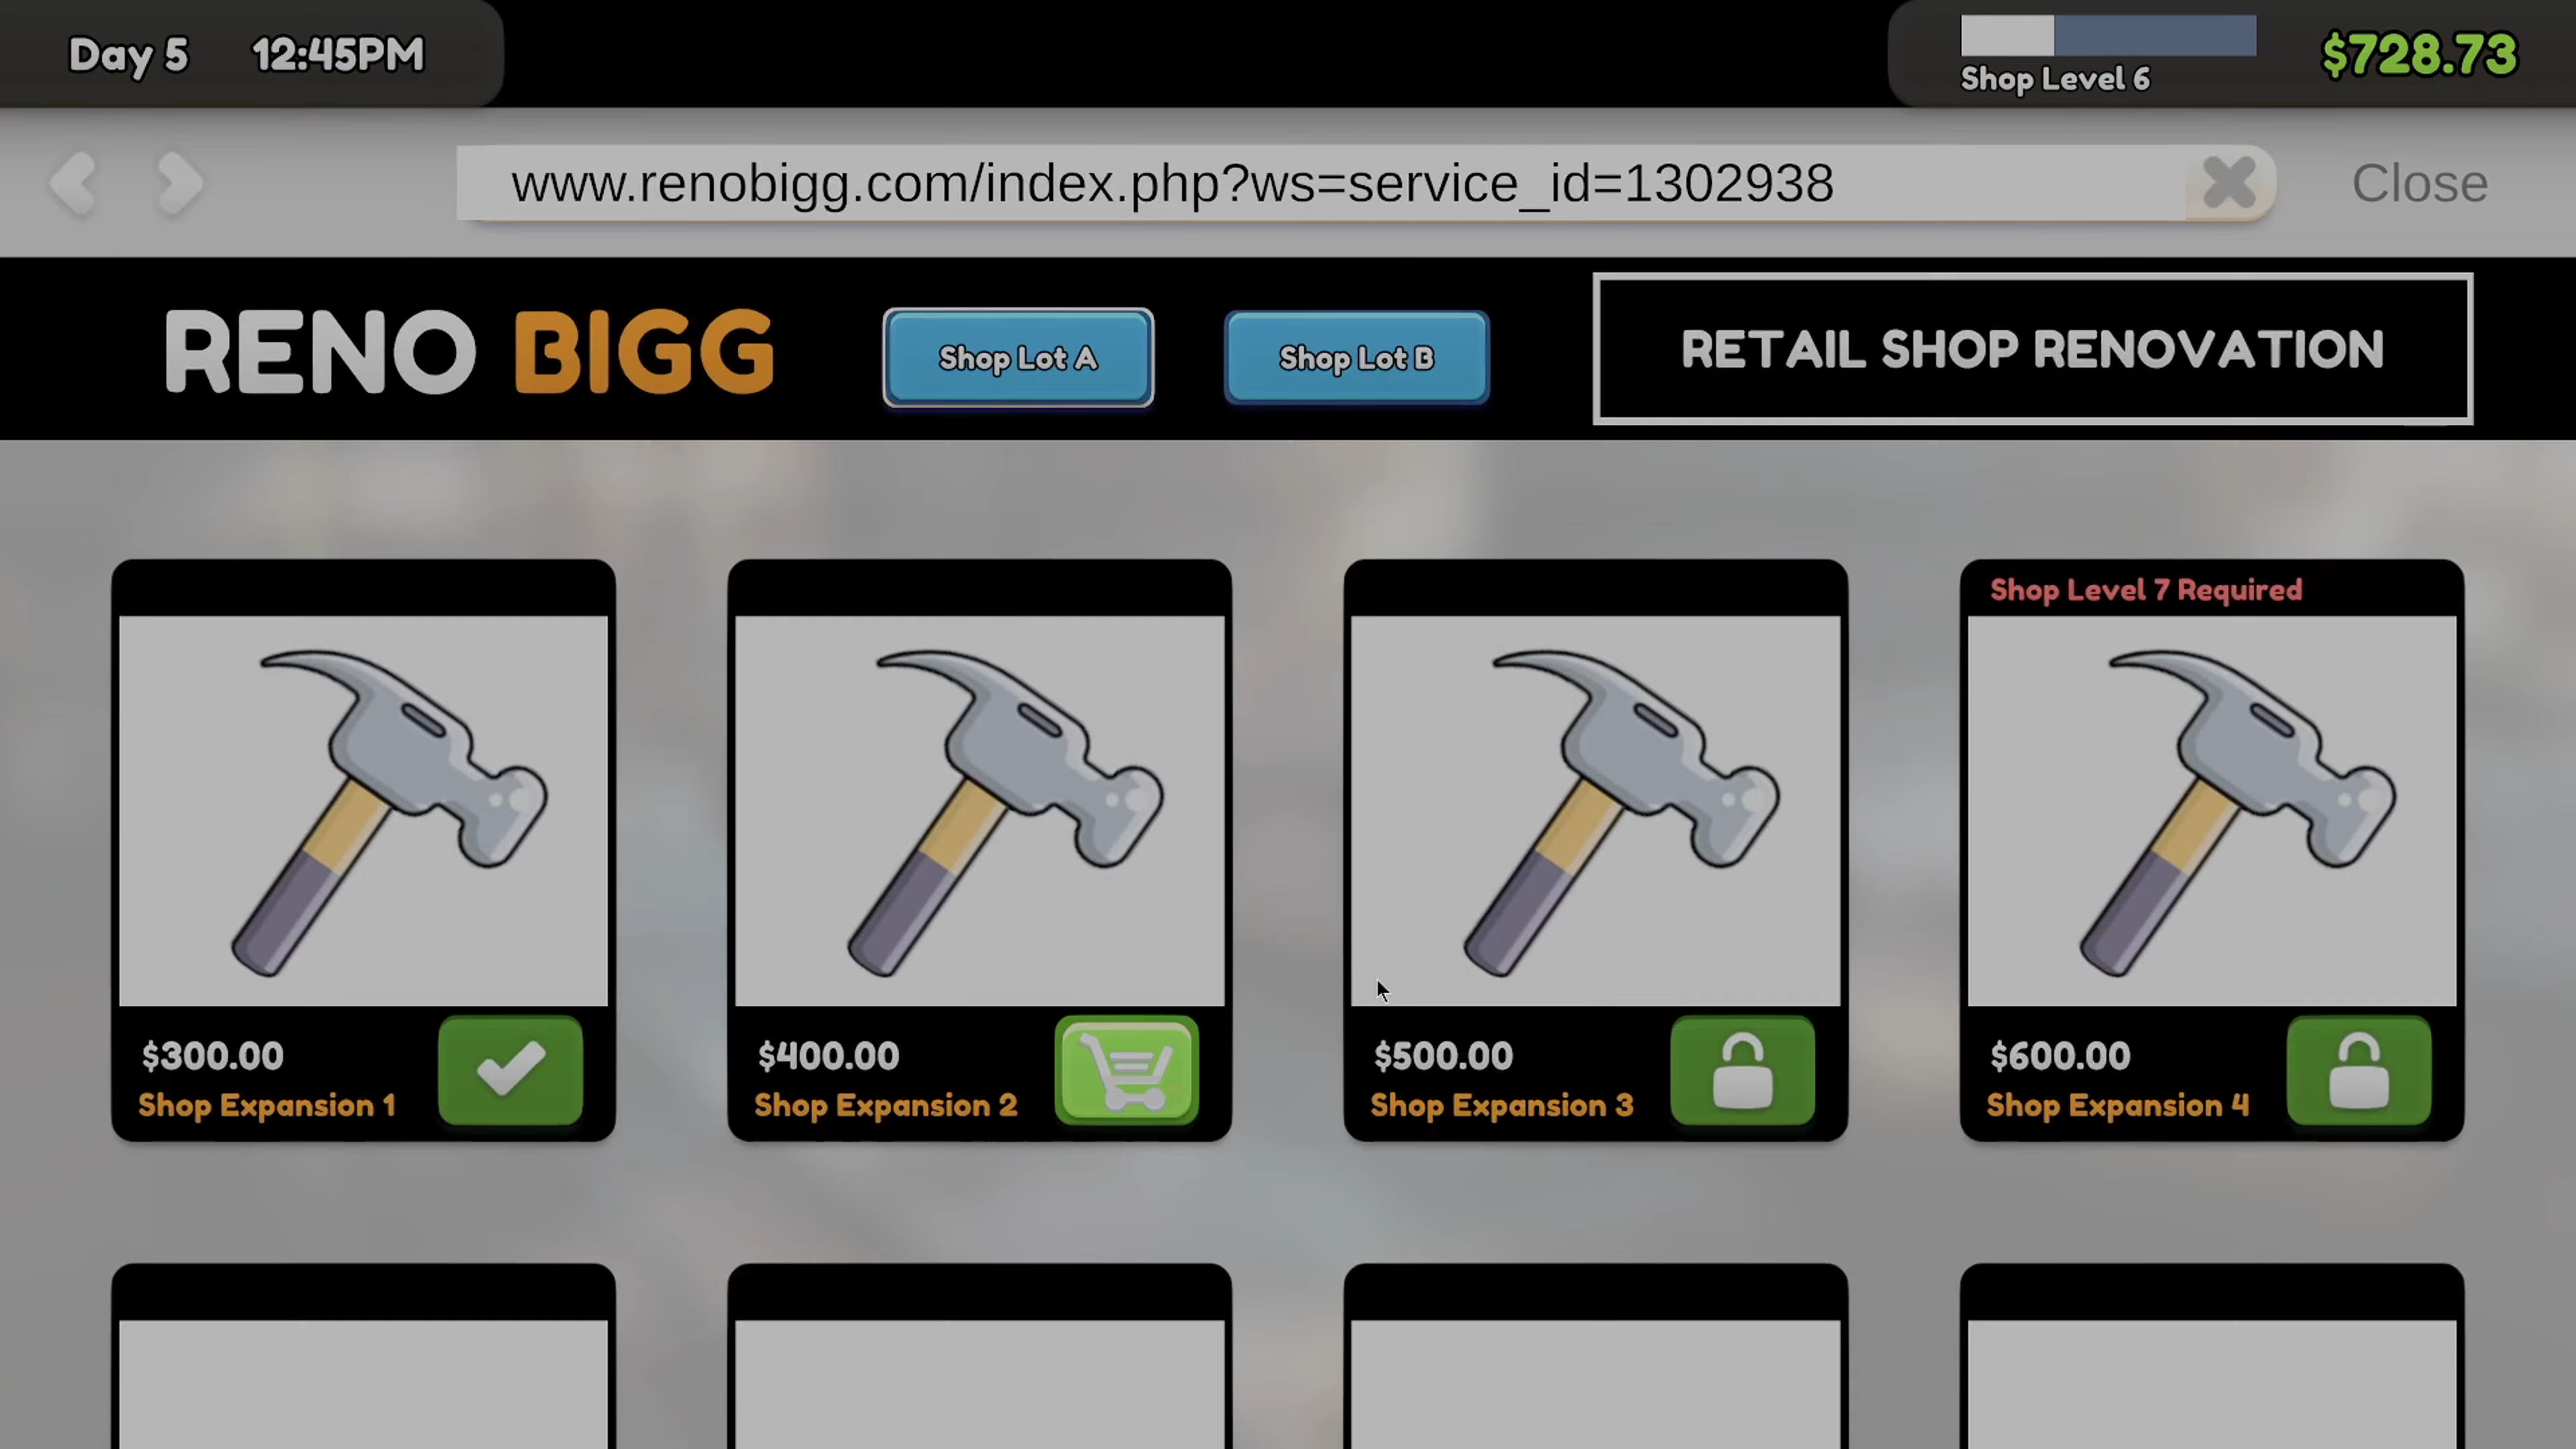 Day 5 12:45PM
Shop Level 6
$728.73
www.renobigg.com/index.php?ws=service_id=1302938
Close
RENO BIGG
Shop Lot A
Shop Lot B
RETAIL SHOP RENOVATION
Shop Level 7 Required
$300.00
Shop Expansion 1
$400.00
Shop Expansion 2
$500.00
Shop Expansion 3
$600.00
Shop Expansion 4